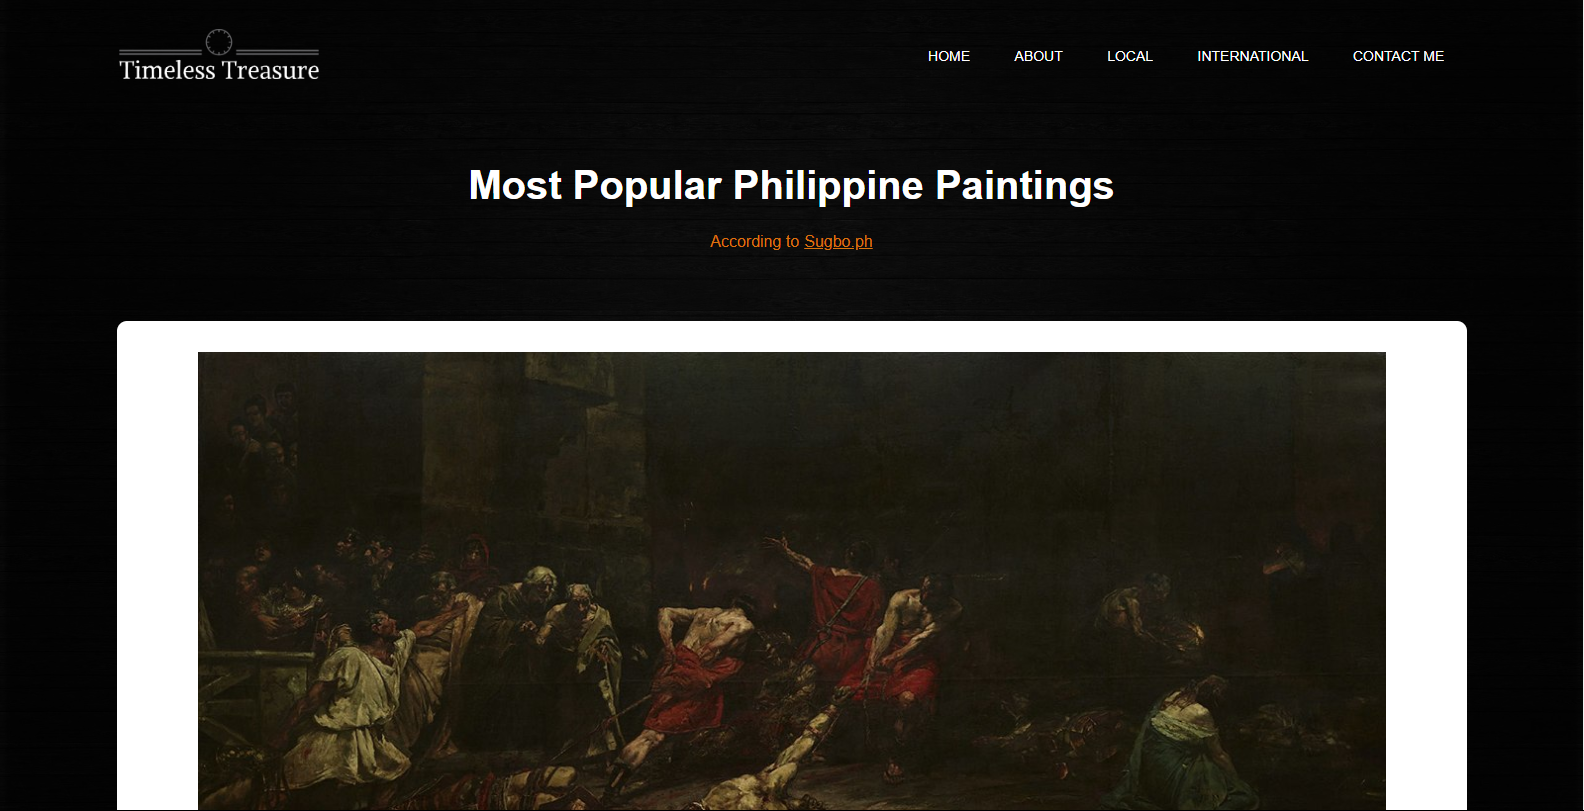 Timeless Treasure
HOME ABOUT LOCAL INTERNATIONAL CONTACT ME
Most Popular Philippine Paintings
According to Sugbo.ph